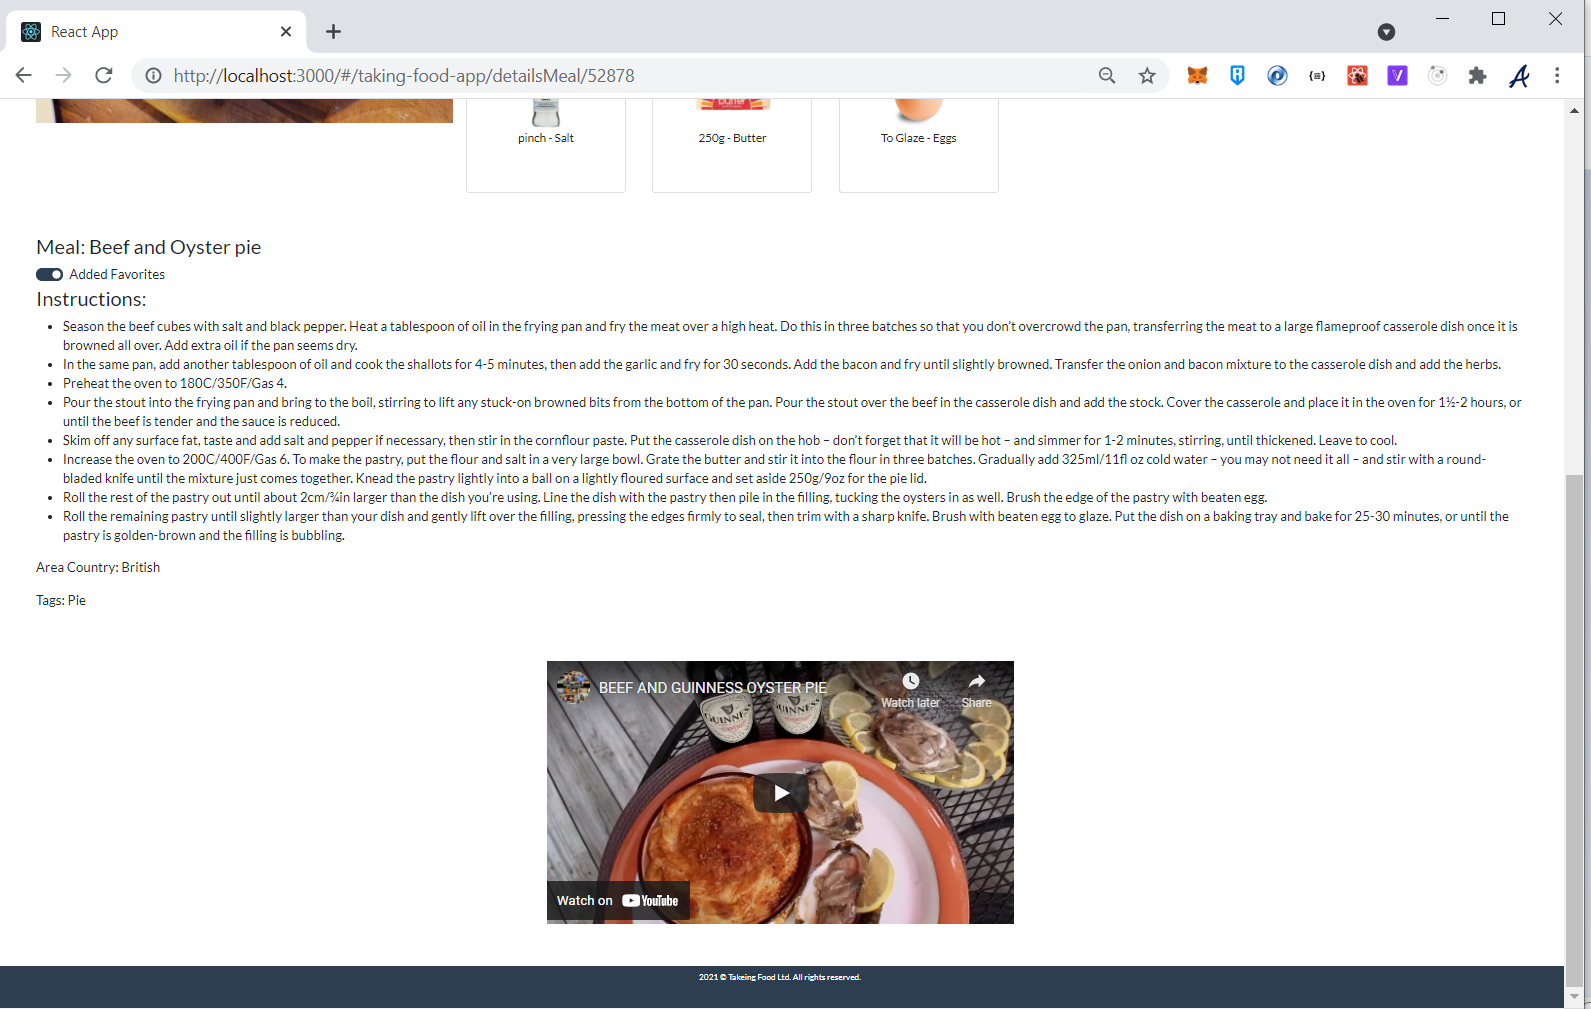 React App
http://localhost:3000/#/taking-food-app/detailsMeal/52878
butter
pinch - Salt
250g - Butter
To Glaze - Eggs
Meal: Beef and Oyster pie
Added Favorites
Instructions:
• Season the beef cubes with salt and black pepper. Heat a tablespoon of oil in the frying pan and fry the meat over a high heat. Do this in three batches so that you don’t overcrowd the pan, transferring the meat to a large flameproof casserole dish once it is
browned all over. Add extra oil if the pan seems dry.
• In the same pan, add another tablespoon of oil and cook the shallots for 4-5 minutes, then add the garlic and fry for 30 seconds. Add the bacon and fry until slightly browned. Transfer the onion and bacon mixture to the casserole dish and add the herbs.
• Preheat the oven to 180C/350F/Gas 4.
• Pour the stout into the frying pan and bring to the boil, stirring to lift any stuck-on browned bits from the bottom of the pan. Pour the stout over the beef in the casserole dish and add the stock. Cover the casserole and place it in the oven for 1½-2 hours, or
until the beef is tender and the sauce is reduced.
• Skim off any surface fat, taste and add salt and pepper if necessary, then stir in the cornflour paste. Put the casserole dish on the hob – don’t forget that it will be hot – and simmer for 1-2 minutes, stirring, until thickened. Leave to cool.
• Increase the oven to 200C/400F/Gas 6. To make the pastry, put the flour and salt in a very large bowl. Grate the butter and stir it into the flour in three batches. Gradually add 325ml/11fl oz cold water – you may not need it all – and stir with a round-
bladed knife until the mixture just comes together. Knead the pastry lightly into a ball on a lightly floured surface and set aside 250g/9oz for the pie lid.
• Roll the rest of the pastry out until about 2cm/¾in larger than the dish you’re using. Line the dish with the pastry then pile in the filling, tucking the oysters in as well. Brush the edge of the pastry with beaten egg.
• Roll the remaining pastry until slightly larger than your dish and gently lift over the filling, pressing the edges firmly to seal, then trim with a sharp knife. Brush with beaten egg to glaze. Put the dish on a baking tray and bake for 25-30 minutes, or until the
pastry is golden-brown and the filling is bubbling.
Area Country: British
Tags: Pie
BEEF AND GUINNESS OYSTER PIE
Watch later
Share
GUINNESS
GUINNESS
Watch on YouTube
2021 © Takeing Food Ltd. All rights reserved.